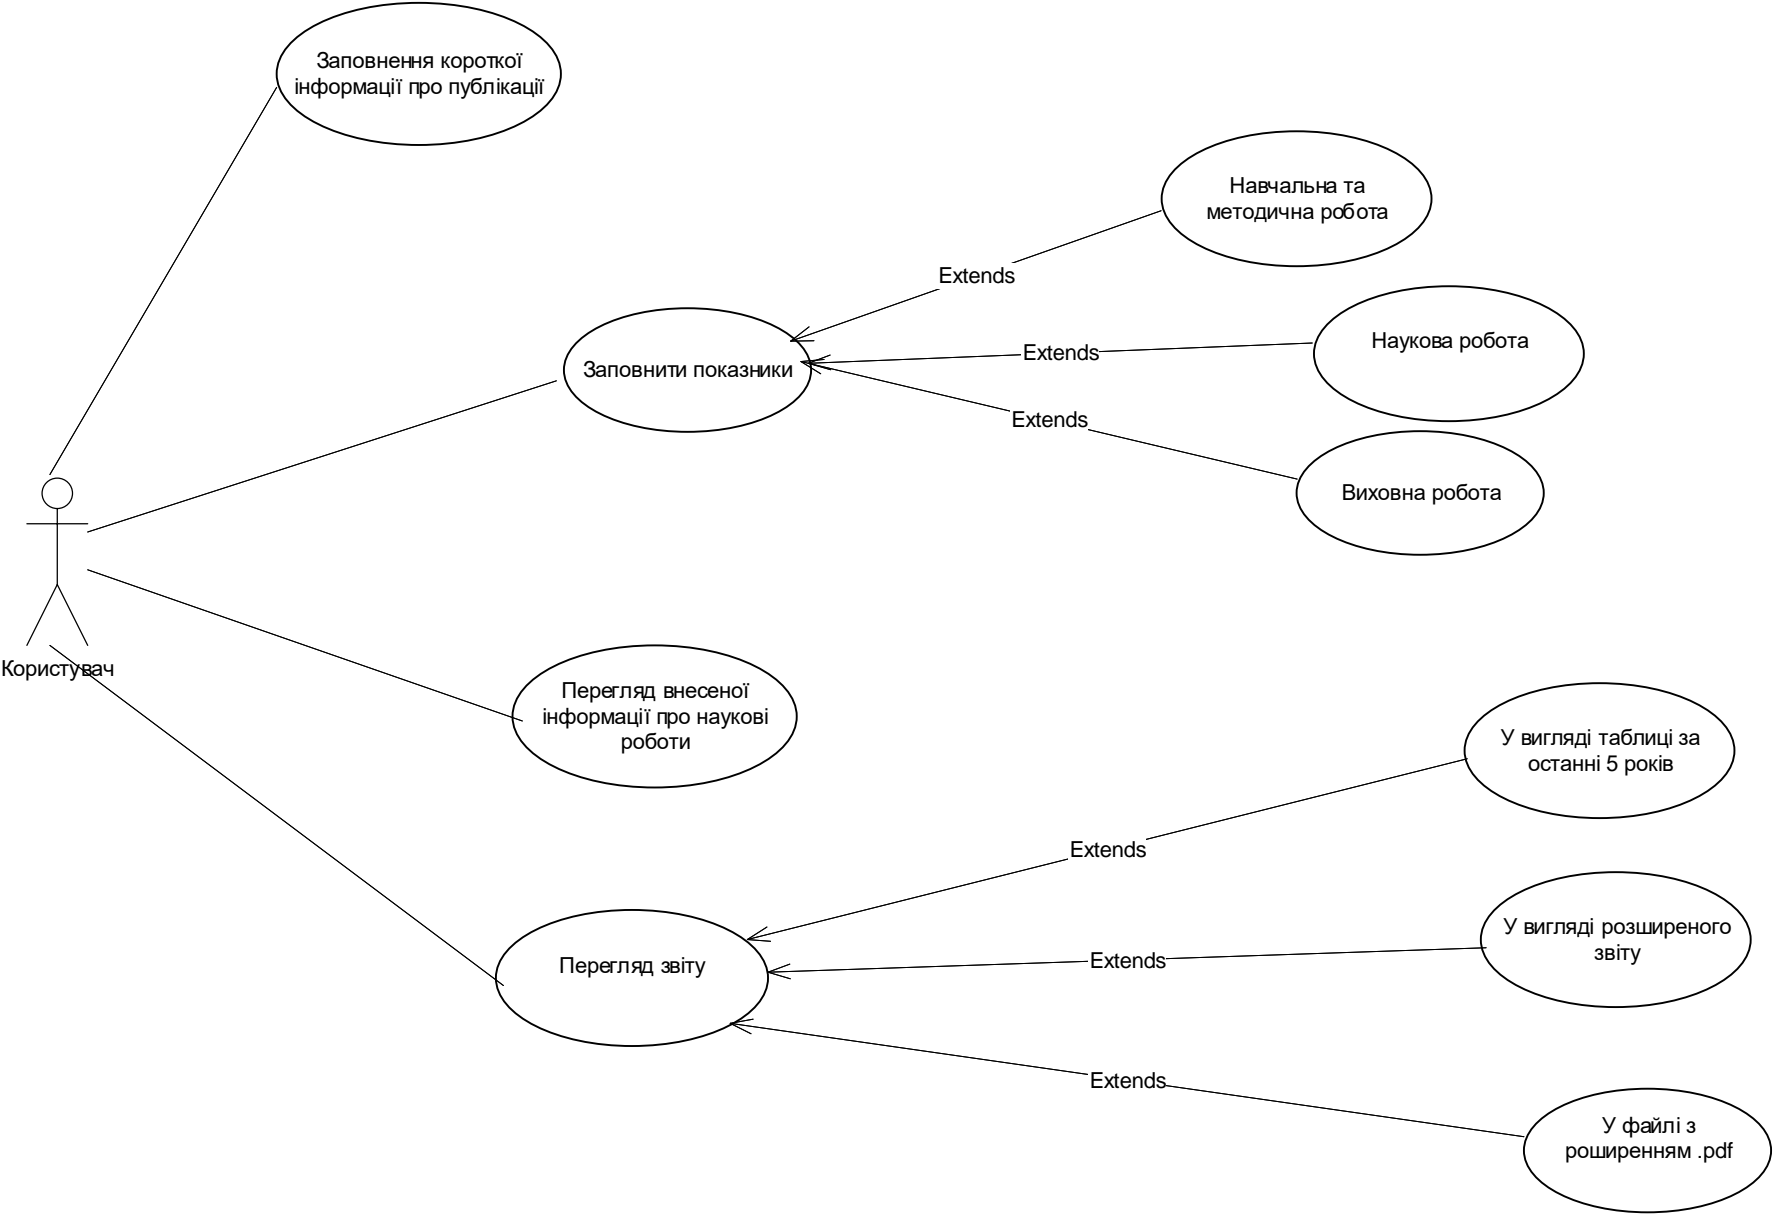 Заповнення короткої
інформації про публікації
Навчальна та
методична робота
Extends
Наукова робота
Extends
Заповнити показники
Extends
Виховна робота
Користувач
Перегляд внесеної
інформації про наукові
роботи
У вигляді таблиці за
останні 5 років
Extends
У вигляді розширеного
звіту
Extends
Перегляд звіту
Extends
У файлі з
роширенням .pdf